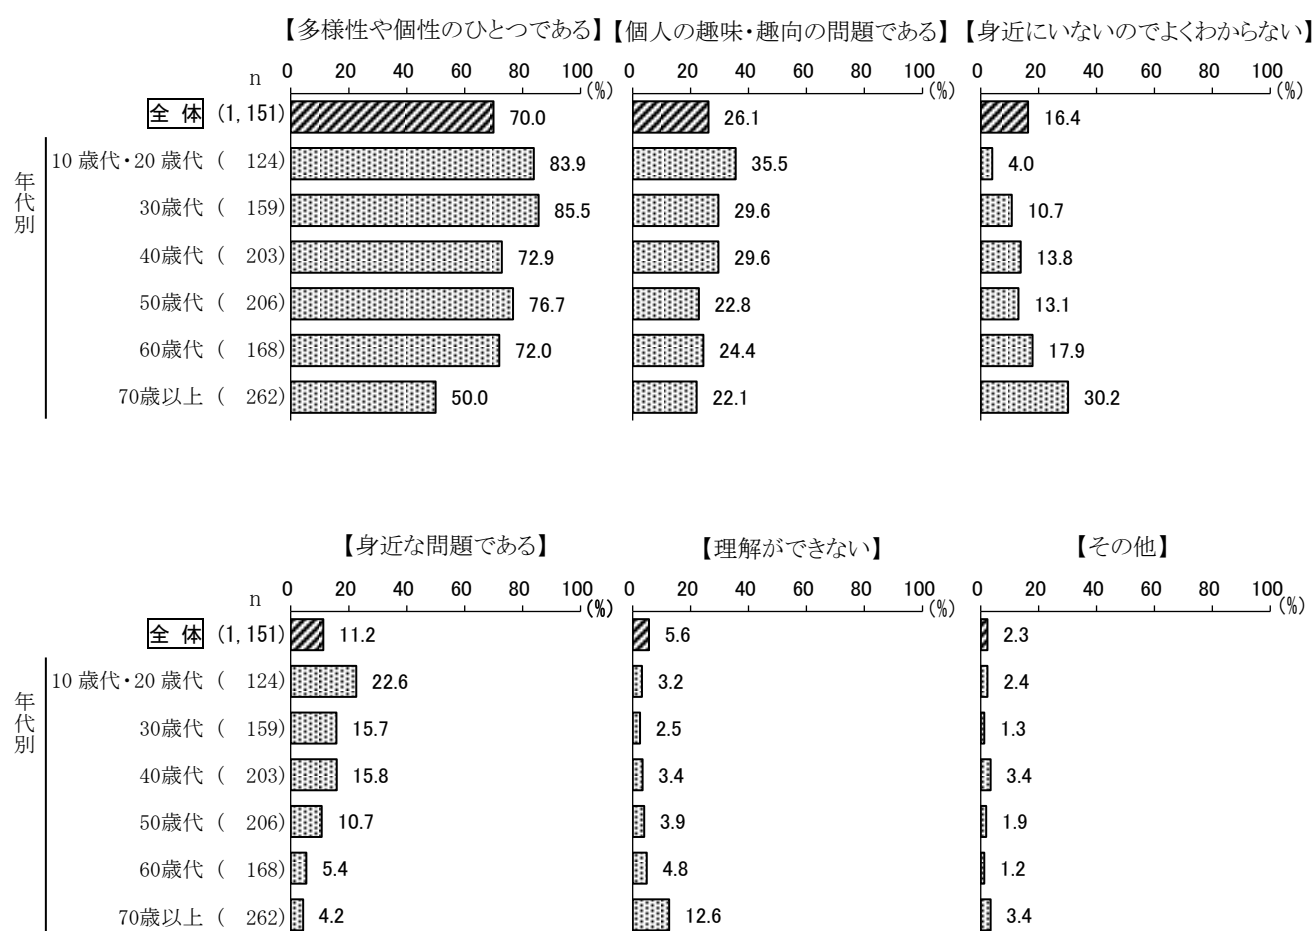 【多様性や個性のひとつである】【個人の趣味・趣向の問題である】【身近にいないのでよくわからない】
n 0 20 40 60 80 100 (%) 0 20 40 60 80 100 (%) 0 20 40 60 80 100 (%)
全 体 (1,151) 70.0 26.1 16.4
年代別
10 歳代・20 歳代 ( 124) 83.9 35.5 4.0
30歳代 ( 159) 85.5 29.6 10.7
40歳代 ( 203) 72.9 29.6 13.8
50歳代 ( 206) 76.7 22.8 13.1
60歳代 ( 168) 72.0 24.4 17.9
70歳以上 ( 262) 50.0 22.1 30.2
【身近な問題である】 【理解ができない】 【その他】
n 0 20 40 60 80 100 (%) 0 20 40 60 80 100 (%) 0 20 40 60 80 100 (%)
全 体 (1,151) 11.2 5.6 2.3
年代別
10 歳代・20 歳代 ( 124) 22.6 3.2 2.4
30歳代 ( 159) 15.7 2.5 1.3
40歳代 ( 203) 15.8 3.4 3.4
50歳代 ( 206) 10.7 3.9 1.9
60歳代 ( 168) 5.4 4.8 1.2
70歳以上 ( 262) 4.2 12.6 3.4